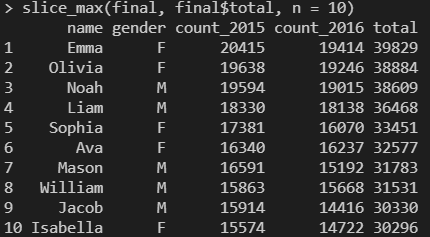 > slice_max(final, final$total, n = 10)
name gender count_2015 count_2016 total
1 Emma F 20415 19414 39829
2 Olivia F 19638 19246 38884
3 Noah M 19594 19015 38609
4 Liam M 18330 18138 36468
5 Sophia F 17381 16070 33451
6 Ava F 16340 16237 32577
7 Mason M 16591 15192 31783
8 William M 15863 15668 31531
9 Jacob M 15914 14416 30330
10 Isabella F 15574 14722 30296